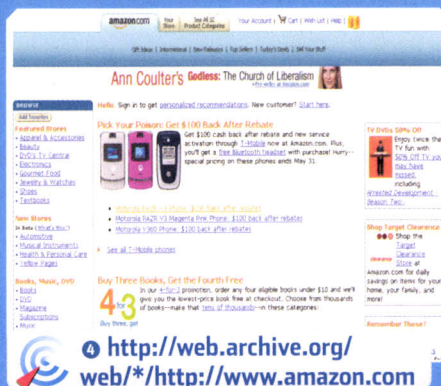 amazon.com
Your Store
See All 32 Product Categories
Your Account | Cart | Wish List | Help |
Gift Ideas | International | New Releases | Top Sellers | Today's Deals | Sell Your Stuff
Ann Coulter's Godless: The Church of Liberalism
BROWSE
Add Favorites
Featured Stores
Apparel & Accessories
Beauty
DVD's TV Central
Electronics
Gourmet Food
Jewelry & Watches
Shoes
Textbooks
New Stores
In Beta (What's this?)
Automotive
Musical Instruments
Health & Personal Care
Yellow Pages
Books, Music, DVD
Books
DVD
Magazine Subscriptions
Music
Hello. Sign in to get personalized recommendations. New customer? Start here.
Pick Your Poison: Get $100 Back After Rebate
Get $100 cash back after rebate and new service
activation through T-Mobile now at Amazon.com. Plus,
you'll get a free Bluetooth headset with purchase! Hurry--
special pricing on these phones ends May 31.
Motorola RAZR V3 Magenta Pink Phone: $100 back after rebates
Motorola V360 Phone: $100 back after rebates
See all T-Mobile phones
Buy Three Books, Get the Fourth Free
4 for 3
Buy three, get
In our 4-for-3 promotion, order any four eligible books under $10 and we'll
give you the lowest-price book free at checkout. Choose from thousands
of books--make that tens of thousands--in these categories:
TV DVDs 50% Off
Enjoy twice the
TV fun with
50% Off TV you
may have
missed,
including
Arrested Development -
Season Two.
Shop Target Clearance
Shop the
Target
Clearance
Store at
clearance
Amazon.com for daily
savings on items for your
home, your family, and
more!
Remember These?
4 http://web.archive.org/
web/*/http://www.amazon.com